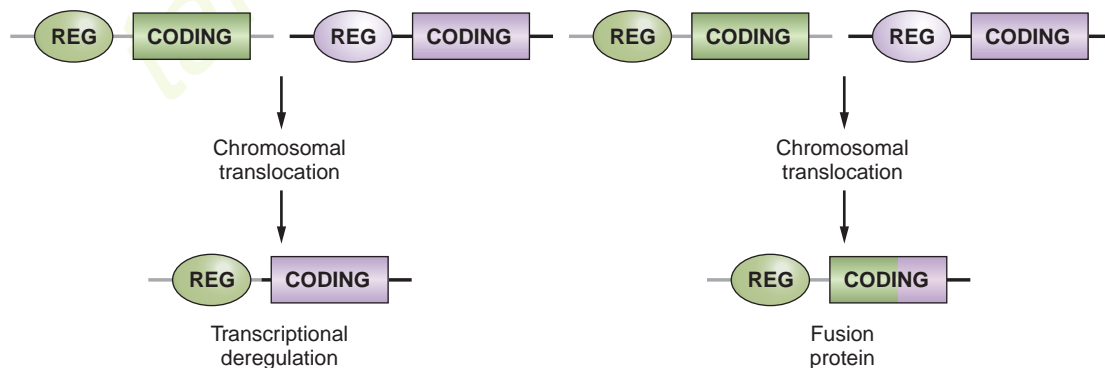 REG CODING REG CODING REG CODING REG CODING
Chromosomal
translocation
Chromosomal
translocation
REG CODING
REG CODING
Transcriptional
deregulation
Fusion
protein